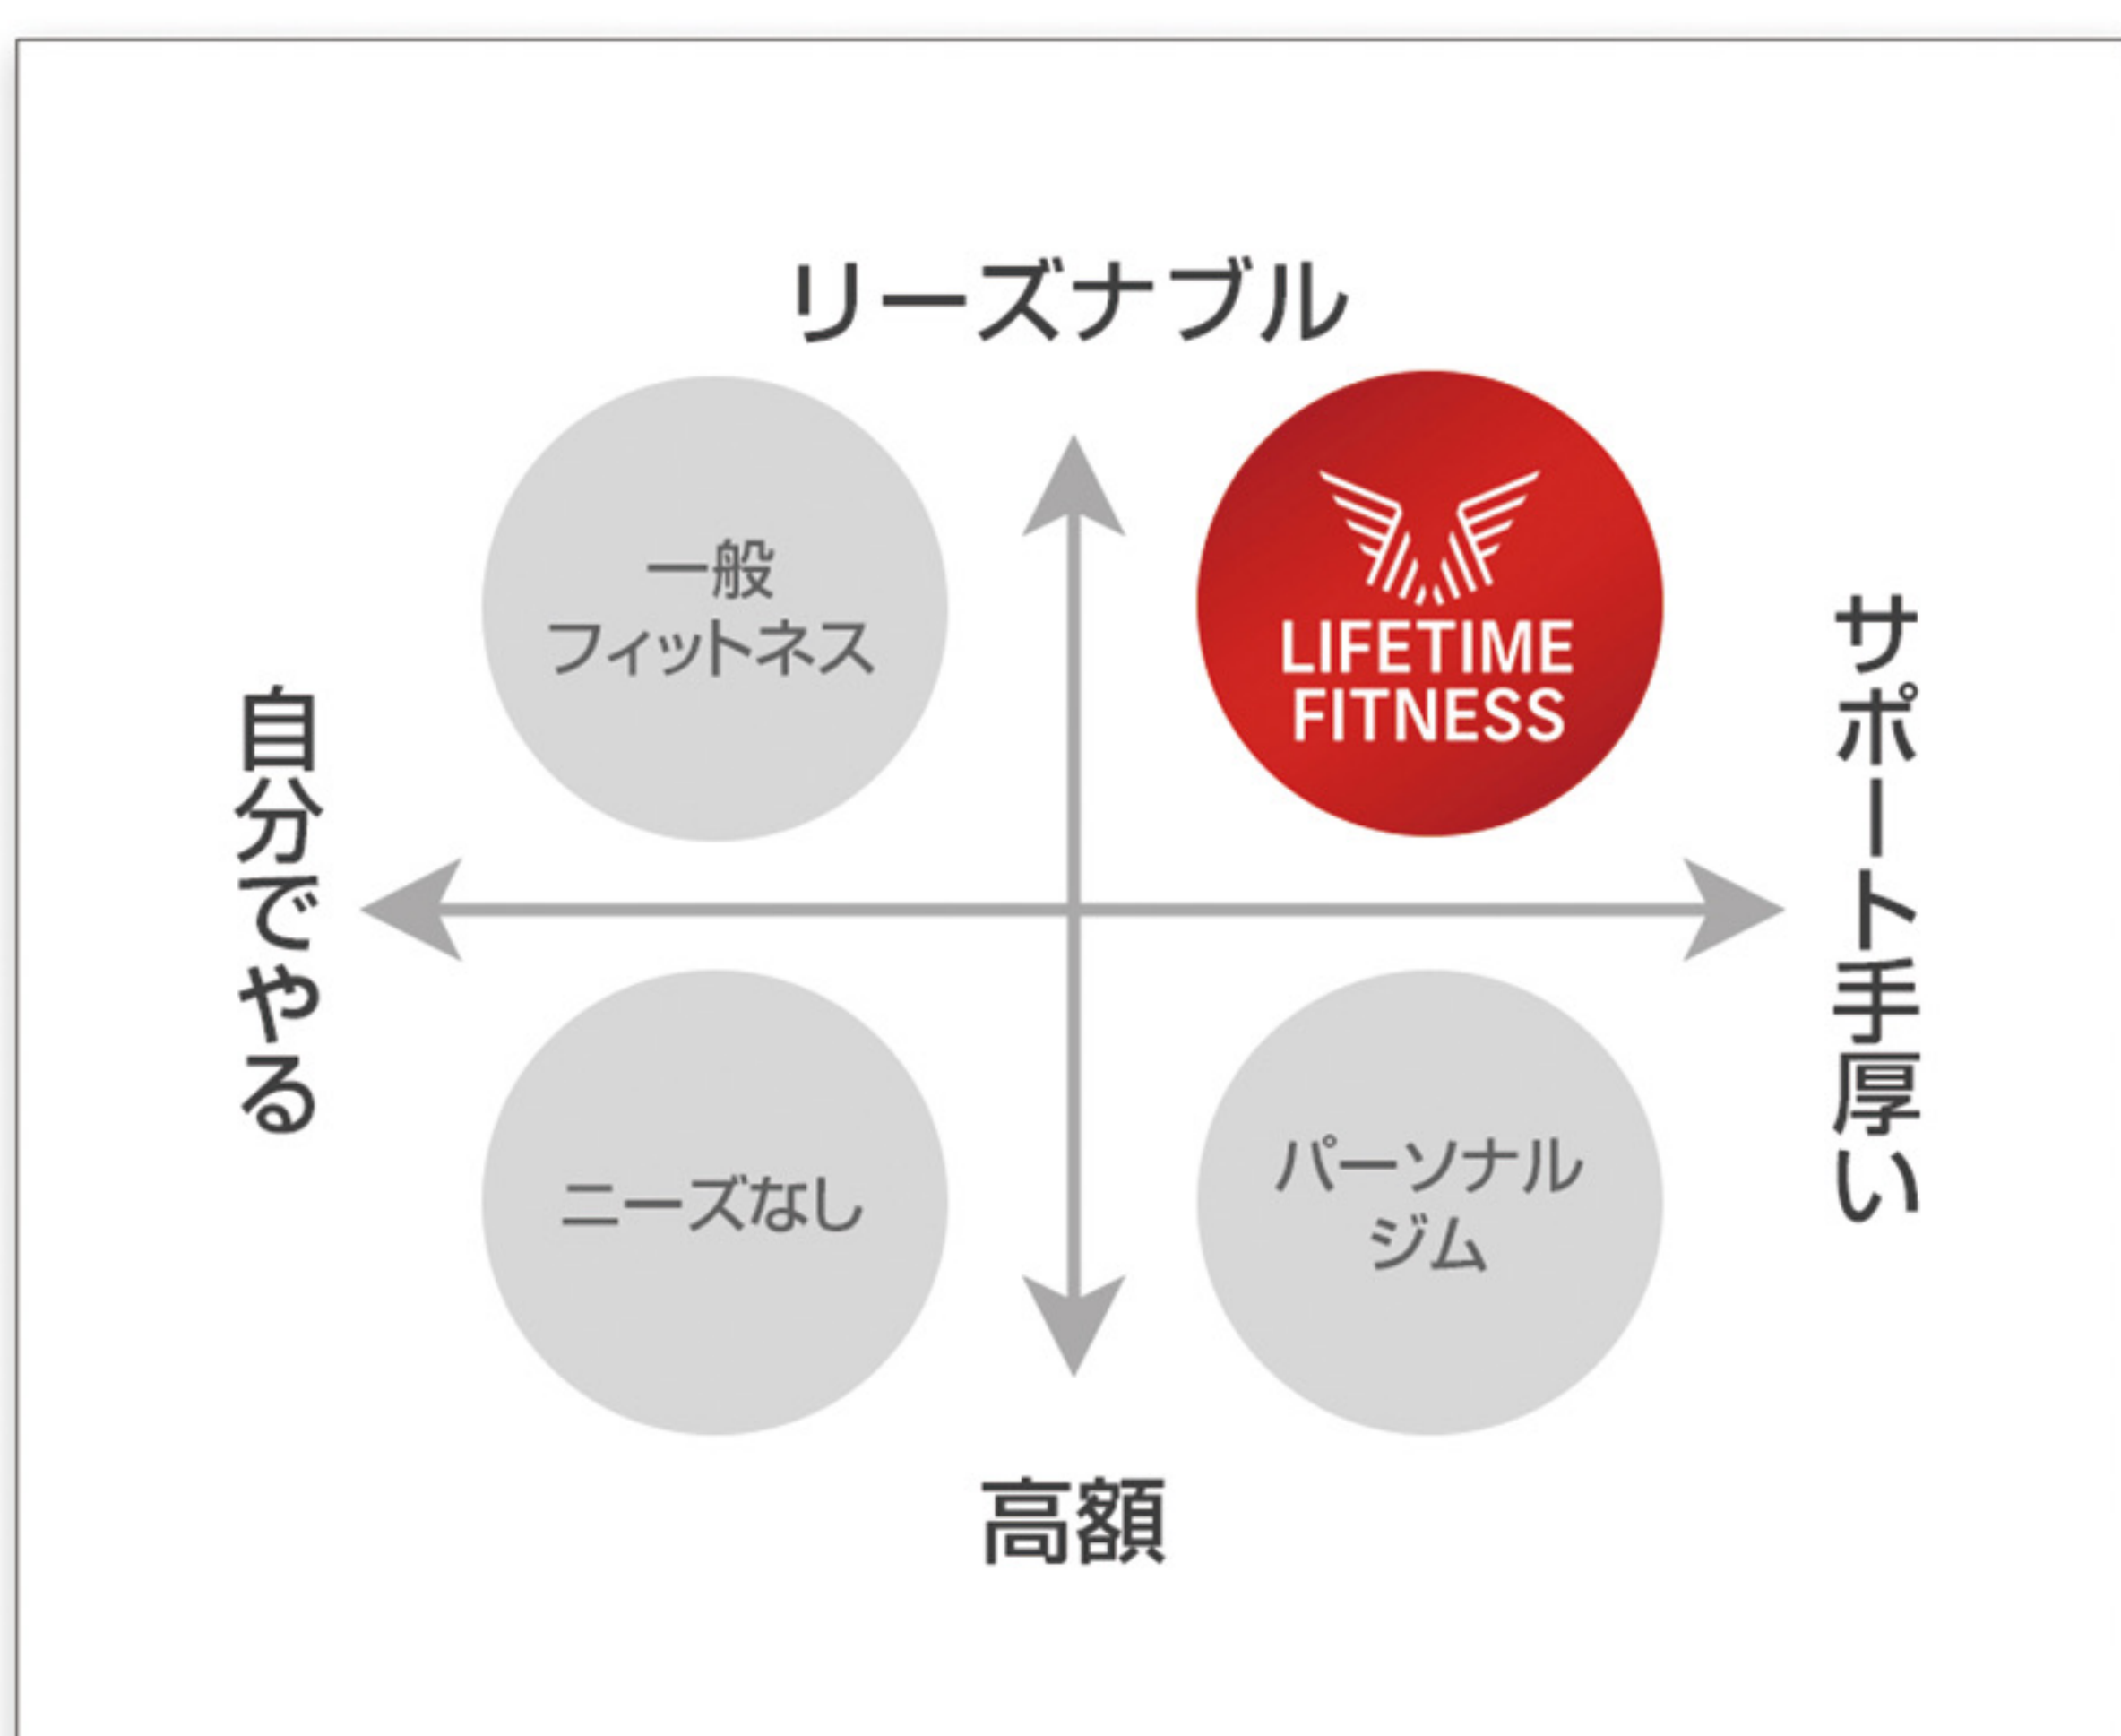 リーズナブル
一般
フィットネス
LIFETIME
FITNESS
自分でやる
サポート手厚い
ニーズなし
パーソナル
ジム
高額